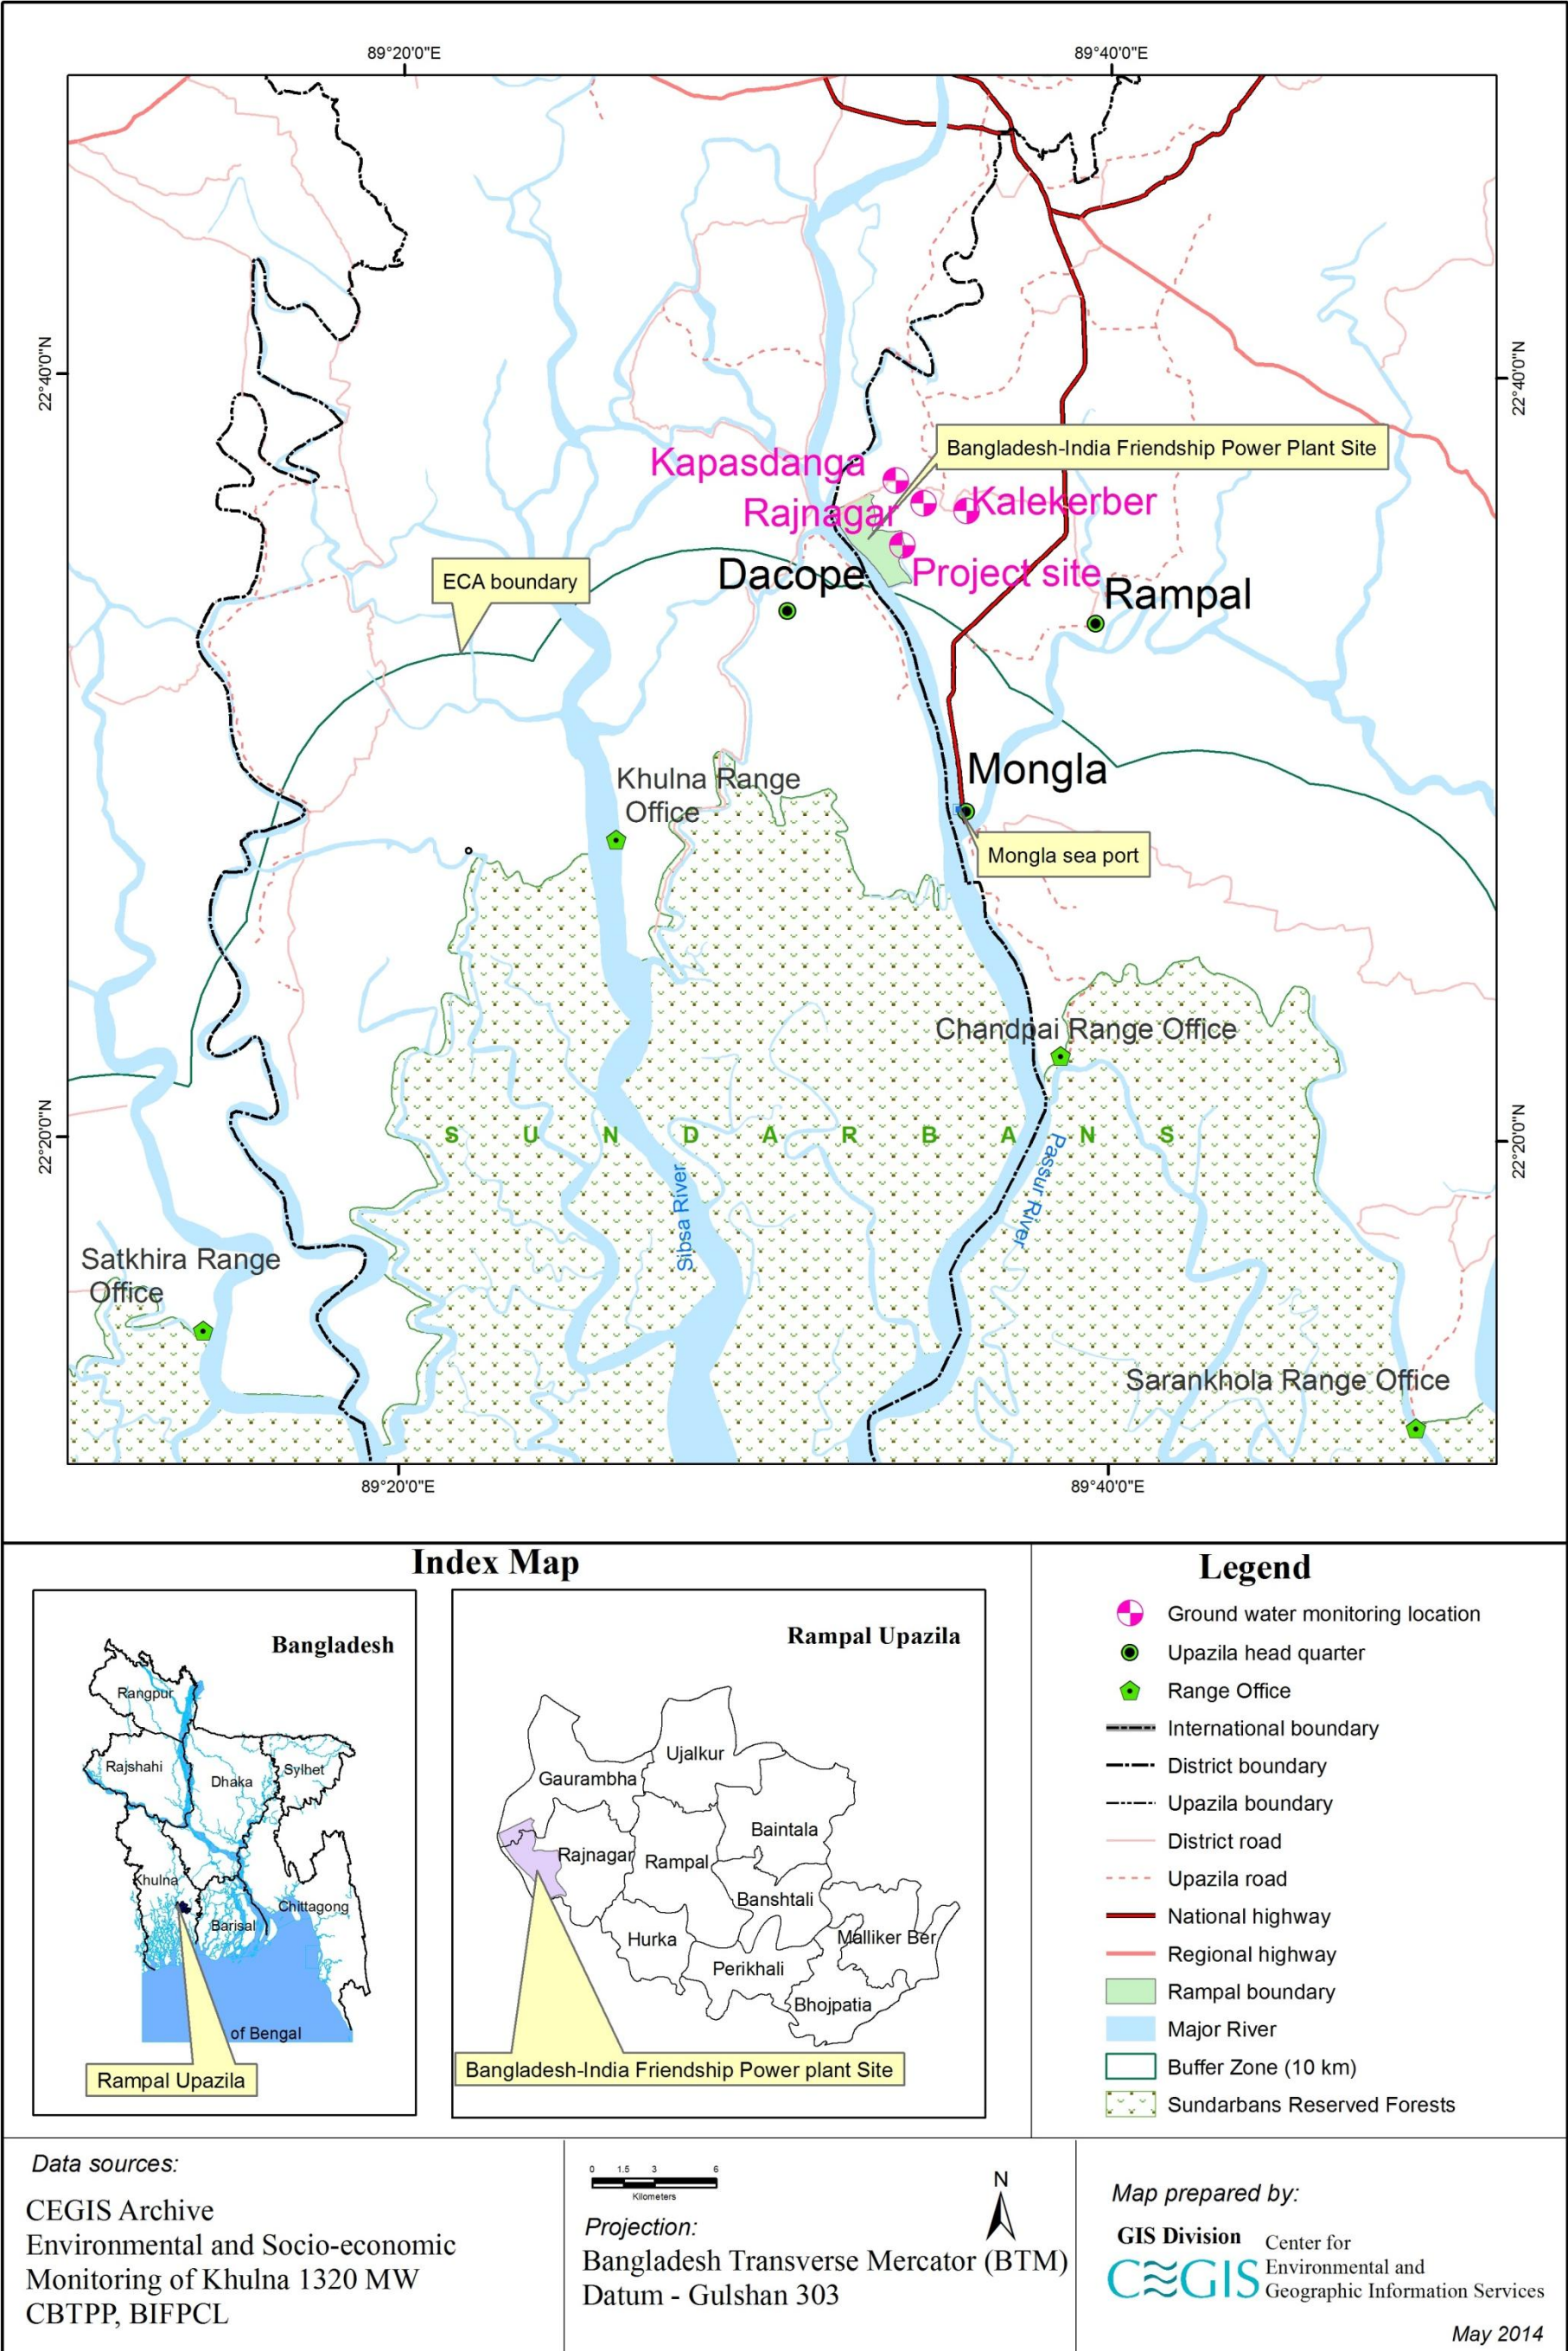 89°20'0"E
89°40'0"E
22°40'0"N
22°40'0"N
Bangladesh-India Friendship Power Plant Site
Kapasdanga
Kalekerber
Rajnagar
ECA boundary
Dacope
Project site
Rampal
Khulna Range
Office
Mongla
Mongla sea port
Chandpai Range Office
22°20'0"N
S U N D A R B A N S
22°20'0"N
Sibsa River
Passur River
Satkhira Range
Office
Sarankhola Range Office
89°20'0"E
89°40'0"E
Index Map
Bangladesh
Rangpur
Rajshahi
Dhaka
Sylhet
Khulna
Barisal
Chittagong
of Bengal
Rampal Upazila
Rampal Upazila
Ujalkur
Gaurambha
Baintala
Rajnagar
Rampal
Banshtali
Hurka
Malliker Ber
Perikhali
Bhojpatia
Bangladesh-India Friendship Power plant Site
Legend
Ground water monitoring location
Upazila head quarter
Range Office
International boundary
District boundary
Upazila boundary
District road
Upazila road
National highway
Regional highway
Rampal boundary
Major River
Buffer Zone (10 km)
Sundarbans Reserved Forests
Data sources:
CEGIS Archive
Environmental and Socio-economic
Monitoring of Khulna 1320 MW
CBTPP, BIFPCL
0 1.5 3 6
Kilometers
N
Projection:
Bangladesh Transverse Mercator (BTM)
Datum - Gulshan 303
Map prepared by:
GIS Division
CEGIS
Center for
Environmental and
Geographic Information Services
May 2014